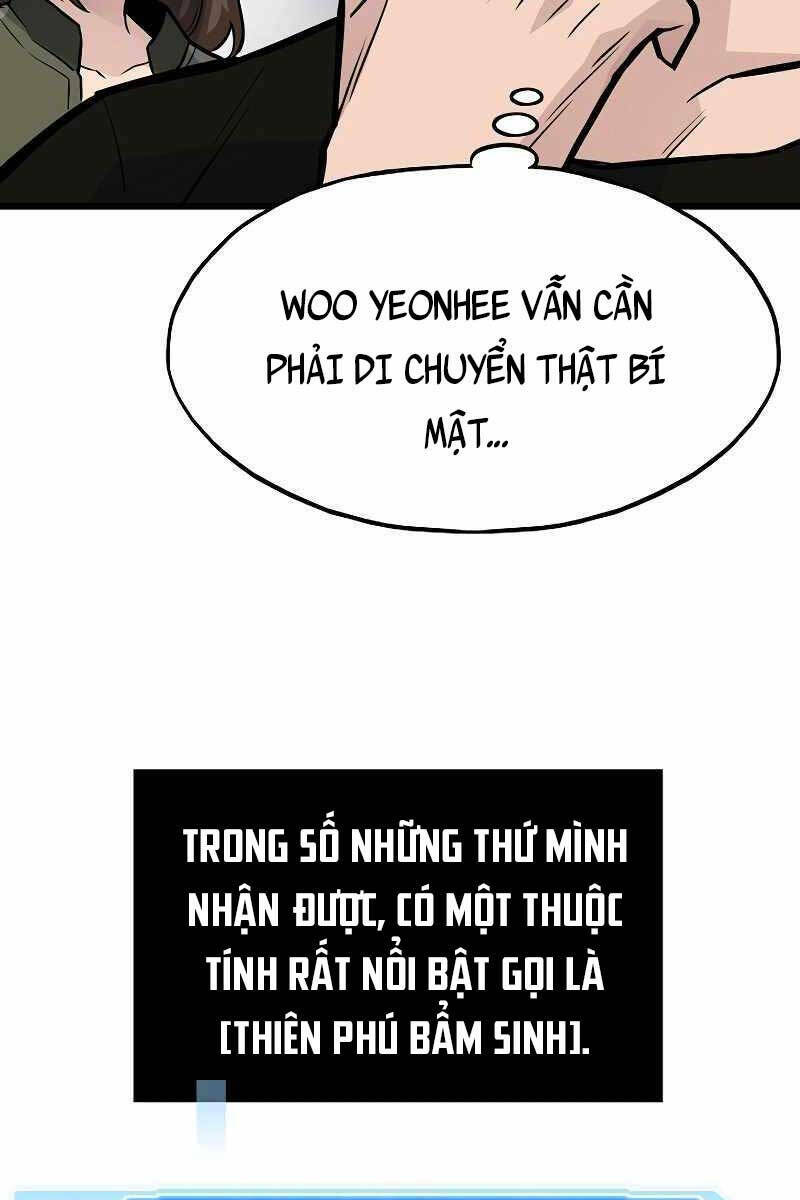 WOO YEONHEE VẪN CẦN
PHẢI DI CHUYỂN THẬT BÍ
MẬT...
TRONG SỐ NHỮNG THỨ MÌNH
NHẬN ĐƯỢC, CÓ MỘT THUỘC
TÍNH RẤT NỔI BẬT GỌI LÀ
[THIÊN PHÚ BẨM SINH].